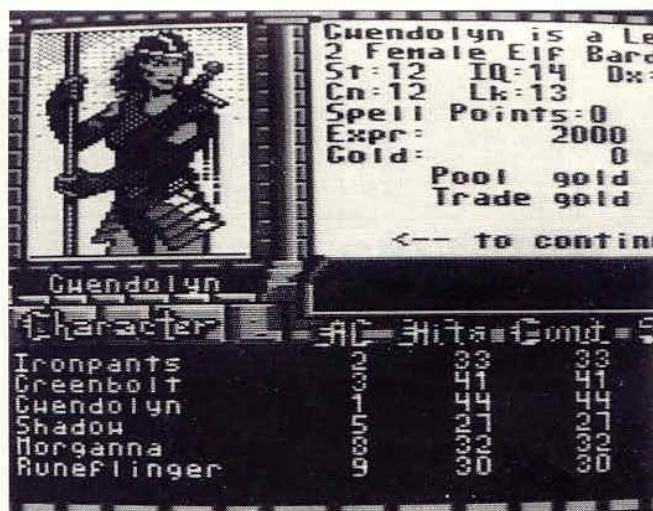 Gwendolyn is a Le
2 Female Elf Bard
St:12 IQ:14 Dx:
Cn:12 Lk:13
Spell Points:0
Expr: 2000
Gold: 0
Pool gold
Trade gold
<-- to contin
Gwendolyn
Character AC Hits Cond S
Ironpants 2 33 33
Greenbolt 3 41 41
Gwendolyn 1 44 44
Shadow 5 27 27
Morganna 8 32 32
Runeflinger 9 30 30